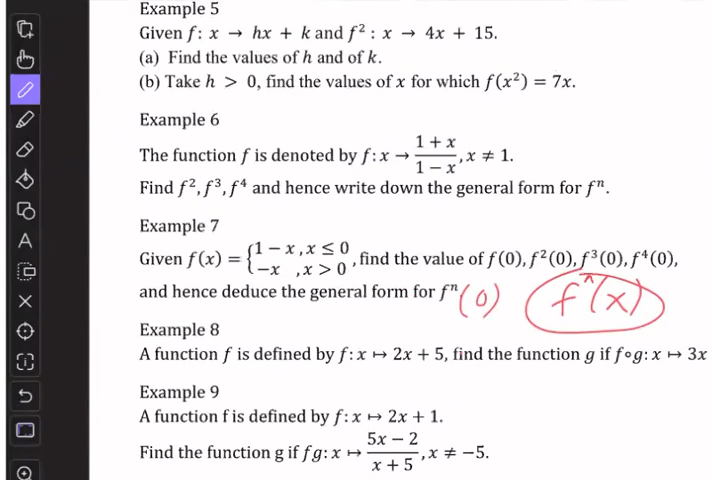 Example 5
Given f: x → hx + k and f² : x → 4x + 15.
(a) Find the values of h and of k.
(b) Take h > 0, find the values of x for which f(x²) = 7x.
Example 6
The function f is denoted by f: x → (1 + x)/(1 − x), x ≠ 1.
Find f², f³, f⁴ and hence write down the general form for fⁿ.
Example 7
Given f(x) = {1 − x , x ≤ 0
−x , x > 0 , find the value of f(0), f²(0), f³(0), f⁴(0),
and hence deduce the general form for fⁿ (0) fⁿ(x)
Example 8
A function f is defined by f: x ↦ 2x + 5, find the function g if f∘g: x ↦ 3x
Example 9
A function f is defined by f: x ↦ 2x + 1.
Find the function g if fg: x ↦ (5x − 2)/(x + 5), x ≠ −5.